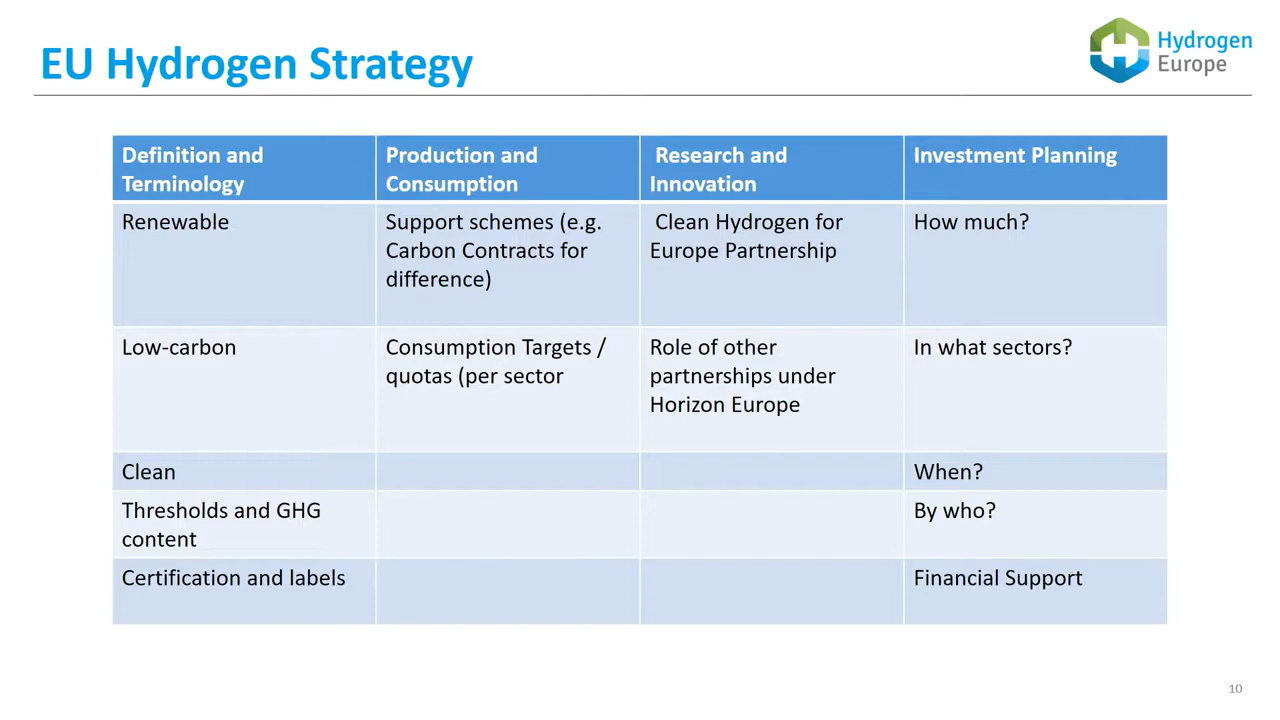 EU Hydrogen Strategy
Hydrogen
Europe
Definition and
Terminology
Production and
Consumption
Research and
Innovation
Investment Planning
Renewable
Support schemes (e.g.
Carbon Contracts for
difference)
Clean Hydrogen for
Europe Partnership
How much?
Low-carbon
Consumption Targets /
quotas (per sector
Role of other
partnerships under
Horizon Europe
In what sectors?
Clean
When?
Thresholds and GHG
content
By who?
Certification and labels
Financial Support
10